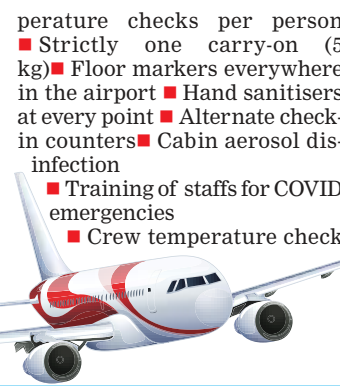 perature checks per person
■ Strictly one carry-on (5
kg)■ Floor markers everywhere
in the airport ■ Hand sanitisers
at every point ■ Alternate check-
in counters■ Cabin aerosol dis-
infection
■ Training of staffs for COVID
emergencies
■ Crew temperature check